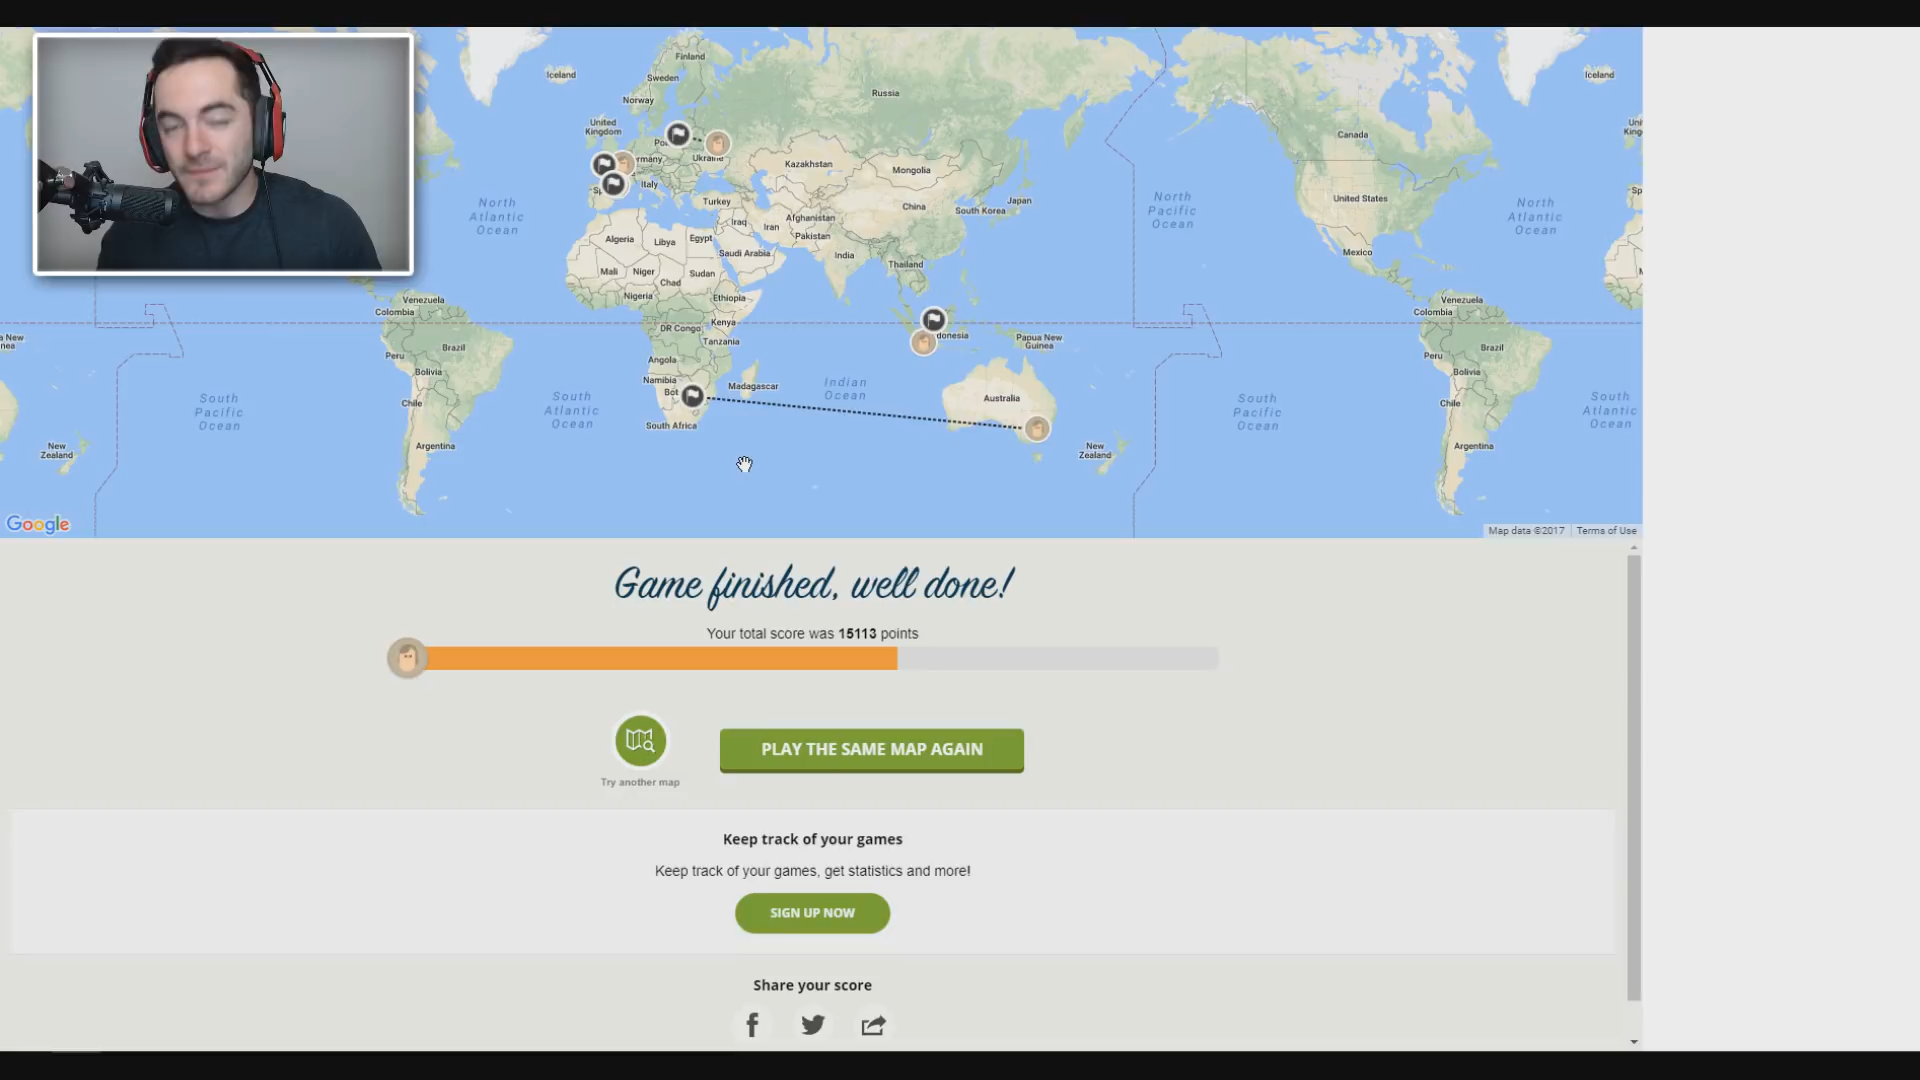 Iceland
Finland
Sweden
Norway
Russia
United
Kingdom
Ukraine
Italy
Kazakhstan
Mongolia
Turkey
China
Japan
South Korea
Afghanistan
Iraq
Iran
Pakistan
Algeria
Libya
Egypt
Saudi Arabia
India
Thailand
Mali
Niger
Sudan
Chad
Nigeria
Ethiopia
DR Congo
Kenya
Tanzania
Angola
Namibia
Bot
Madagascar
South Africa
Papua New
Guinea
Australia
New
Zealand
Indian
Ocean
North
Atlantic
Ocean
South
Atlantic
Ocean
South
Pacific
Ocean
New
Zealand
Venezuela
Colombia
Peru
Brazil
Bolivia
Chile
Argentina
North
Pacific
Ocean
South
Pacific
Ocean
Canada
United States
Mexico
Iceland
North
Atlantic
Ocean
Venezuela
Colombia
Peru
Brazil
Bolivia
Chile
Argentina
South
Atlantic
Ocean
Google
Map data ©2017 Terms of Use
Game finished, well done!
Your total score was 15113 points
PLAY THE SAME MAP AGAIN
Try another map
Keep track of your games
Keep track of your games, get statistics and more!
SIGN UP NOW
Share your score